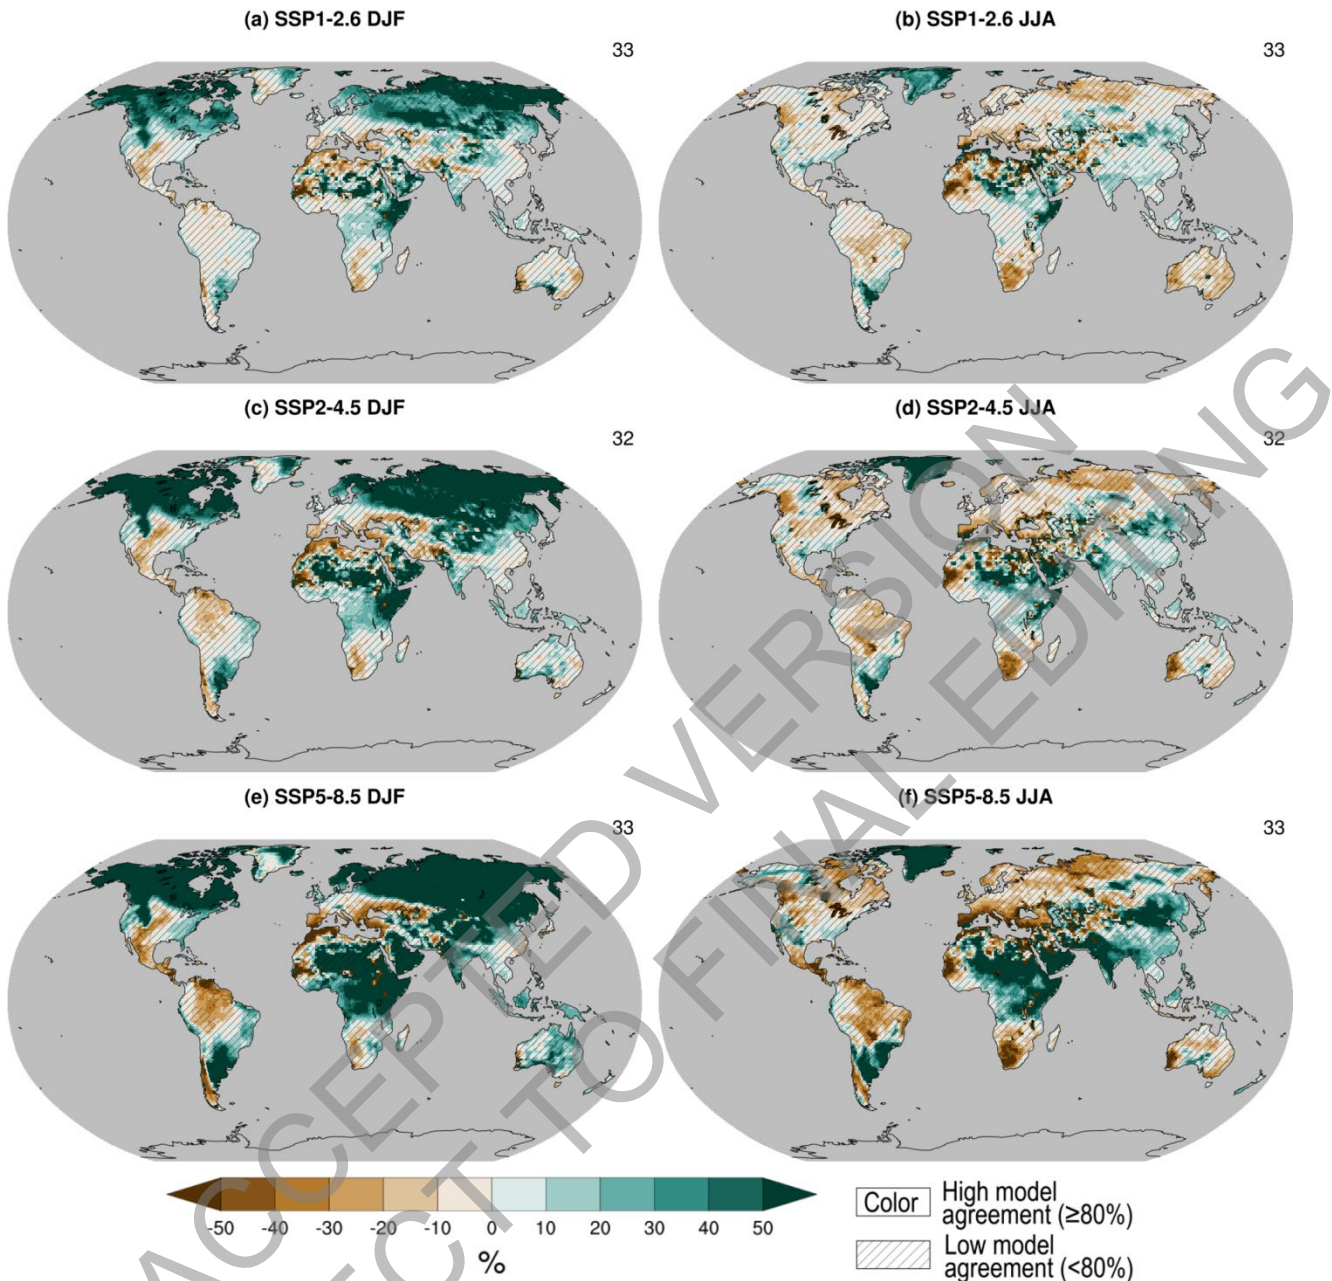 (a) SSP1-2.6 DJF
33
(b) SSP1-2.6 JJA
33
(c) SSP2-4.5 DJF
32
(d) SSP2-4.5 JJA
32
(e) SSP5-8.5 DJF
33
(f) SSP5-8.5 JJA
33
ACCEPTED VERSION
SUBJECT TO FINAL EDITING
-50 -40 -30 -20 -10 0 10 20 30 40 50
%
Color
High model
agreement (≥80%)
Low model
agreement (<80%)